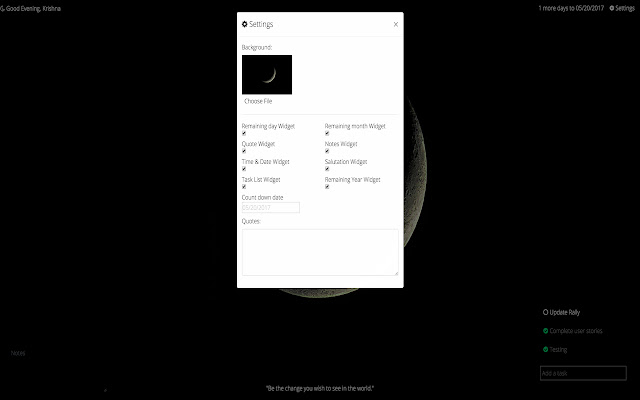 Good Evening, Krishna
1 more days to 05/20/2017
Settings
Settings
×
Background:
Choose File
Remaining day Widget
Remaining month Widget
Quote Widget
Notes Widget
Time & Date Widget
Salutation Widget
Task List Widget
Remaining Year Widget
Count down date
05/20/2017
Quotes:
Update Rally
Complete user stories
Testing
Add a task
"Be the change you wish to see in the world."